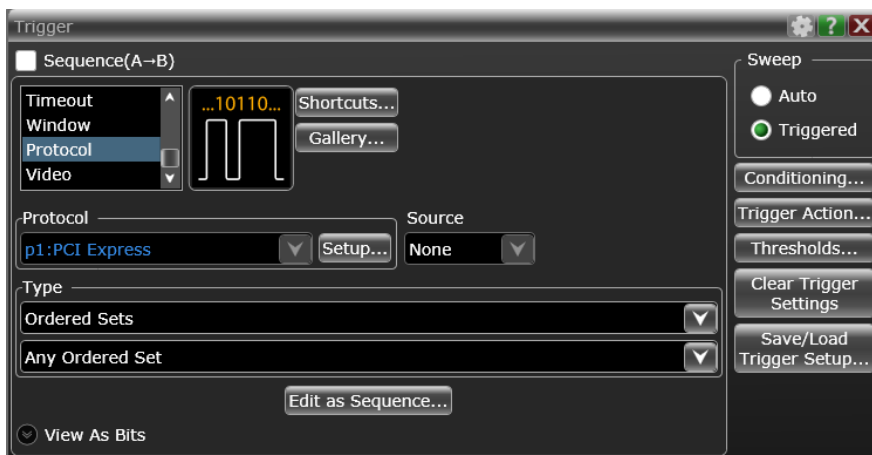 Trigger
?
X
Sequence(A→B)
Timeout
Window
Protocol
Video
...10110...
Shortcuts...
Gallery...
Sweep
Auto
Triggered
Conditioning...
Trigger Action...
Thresholds...
Clear Trigger
Settings
Save/Load
Trigger Setup...
Protocol
p1:PCI Express
Setup...
Source
None
Type
Ordered Sets
Any Ordered Set
Edit as Sequence...
View As Bits